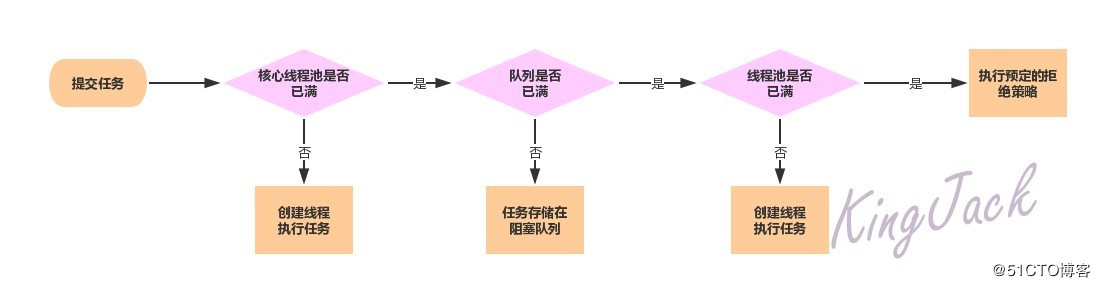 提交任务
核心线程池是否
已满
是
队列是否
已满
是
线程池是否
已满
是
执行预定的拒
绝策略
否
否
否
创建线程
执行任务
任务存储在
阻塞队列
创建线程
执行任务
KingJack
@51CTO博客